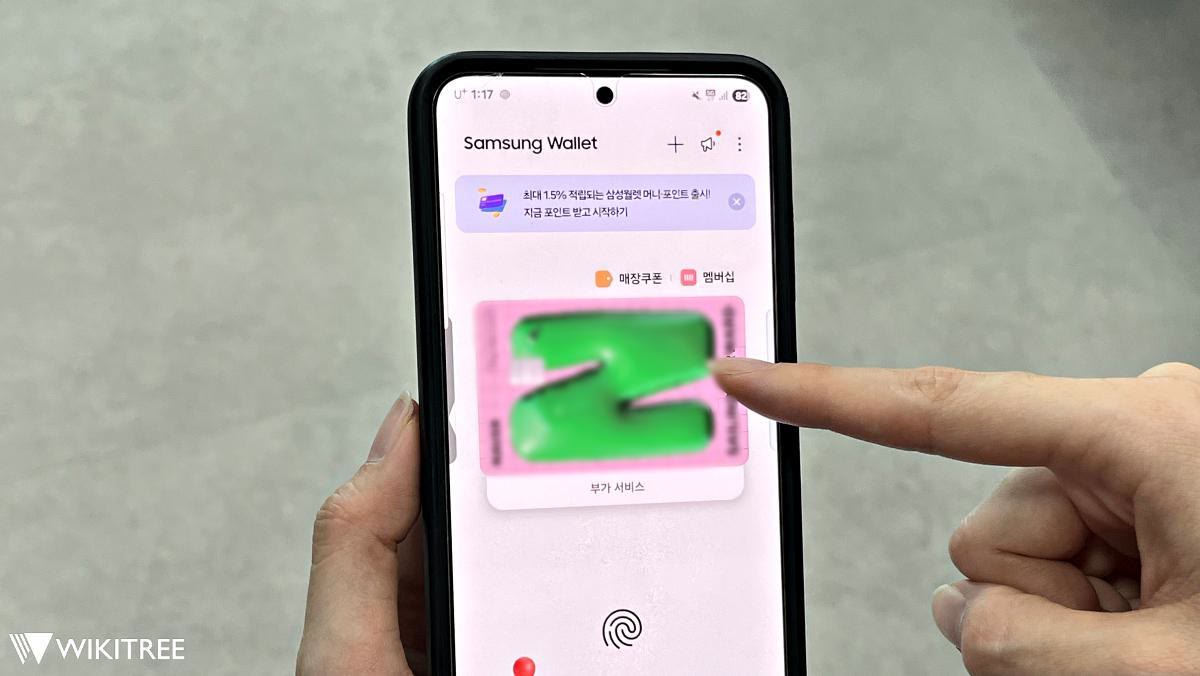 U+ 1:17
82
Samsung Wallet
최대 1.5% 적립되는 삼성월렛 머니·포인트 출시!
지금 포인트 받고 시작하기
매장쿠폰 | 멤버십
부가 서비스
WIKITREE